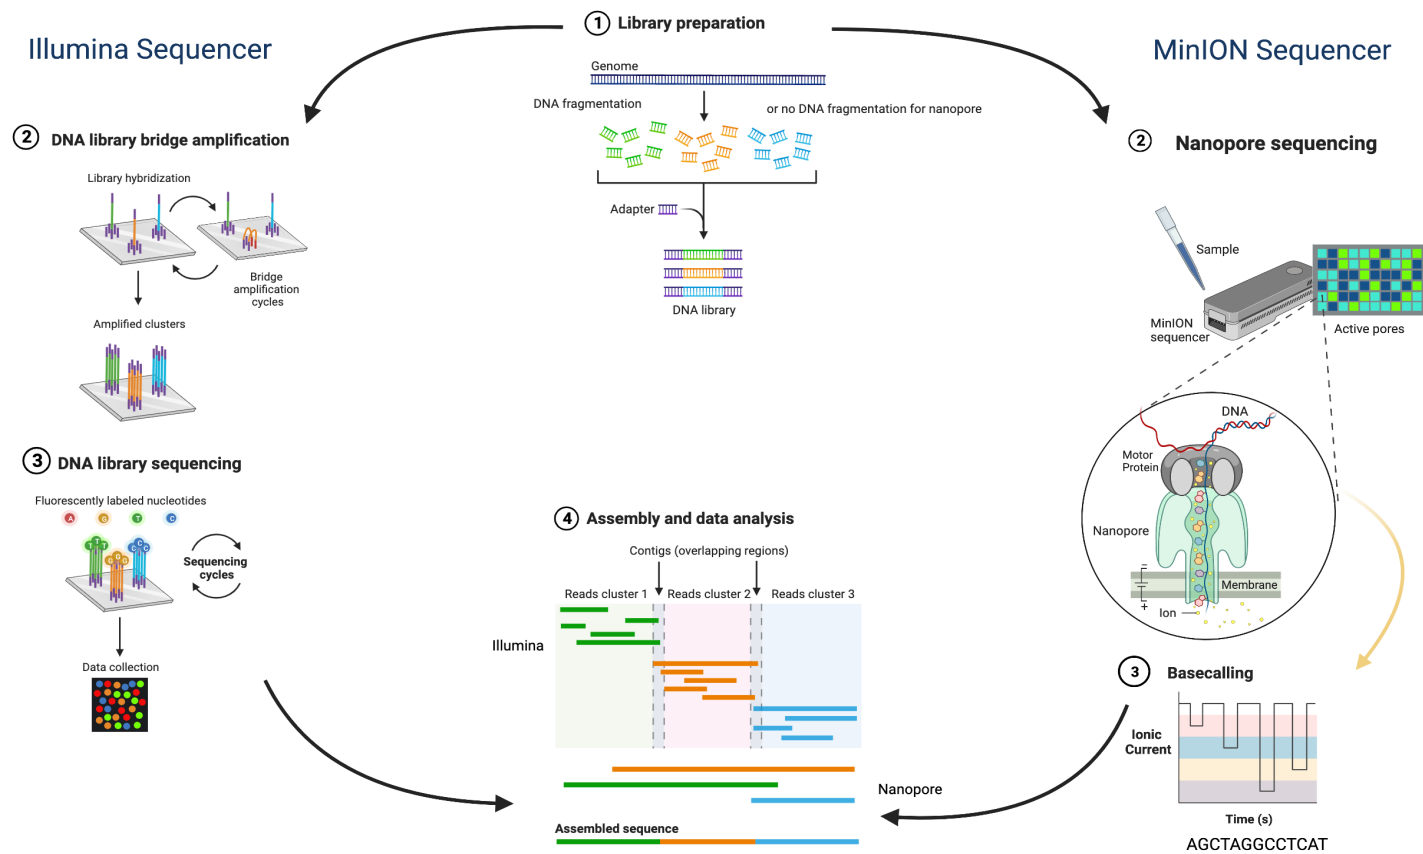 Illumina Sequencer
1 Library preparation
MinION Sequencer
Genome
DNA fragmentation
or no DNA fragmentation for nanopore
Adapter
DNA library
2 DNA library bridge amplification
Library hybridization
Bridge
amplification
cycles
Amplified clusters
3 DNA library sequencing
Fluorescently labeled nucleotides
A G T C
T T T
G G G
C C C
Sequencing
cycles
Data collection
2 Nanopore sequencing
Sample
MinION
sequencer
Active pores
DNA
Motor
Protein
Nanopore
Membrane
−
+
Ion
3 Basecalling
Ionic
Current
Time (s)
AGCTAGGCCTCAT
4 Assembly and data analysis
Contigs (overlapping regions)
Reads cluster 1 Reads cluster 2 Reads cluster 3
Illumina
Nanopore
Assembled sequence